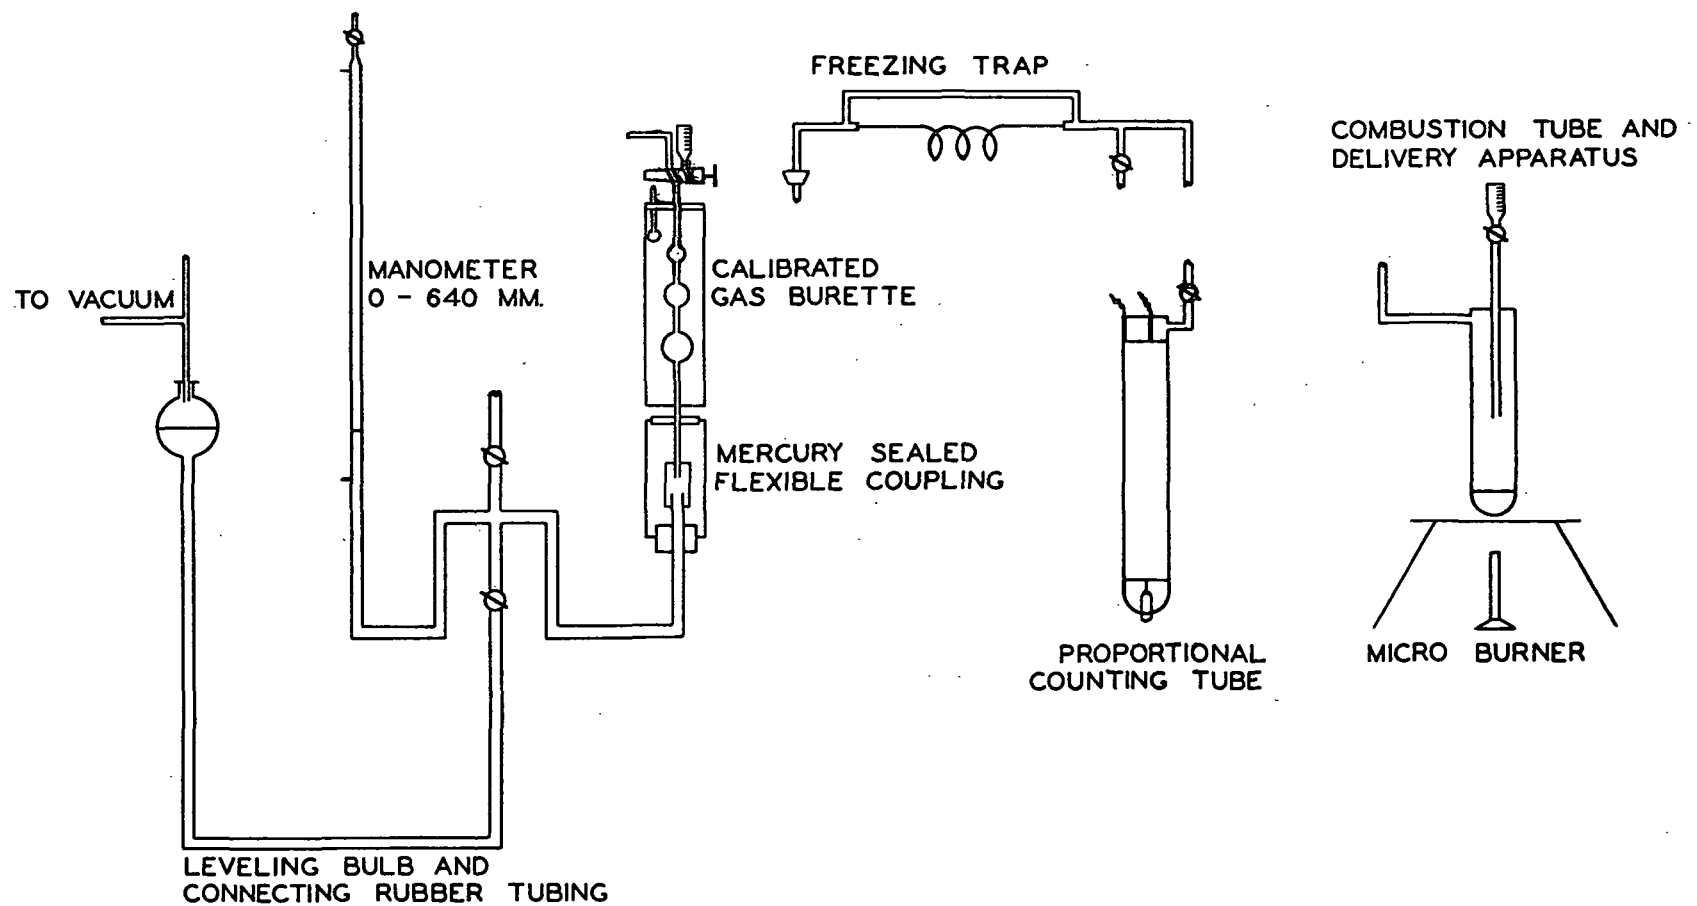 FREEZING TRAP
COMBUSTION TUBE AND
DELIVERY APPARATUS
MANOMETER
0 - 640 MM.
CALIBRATED
GAS BURETTE
TO VACUUM
MERCURY SEALED
FLEXIBLE COUPLING
PROPORTIONAL
COUNTING TUBE
MICRO BURNER
LEVELING BULB AND
CONNECTING RUBBER TUBING